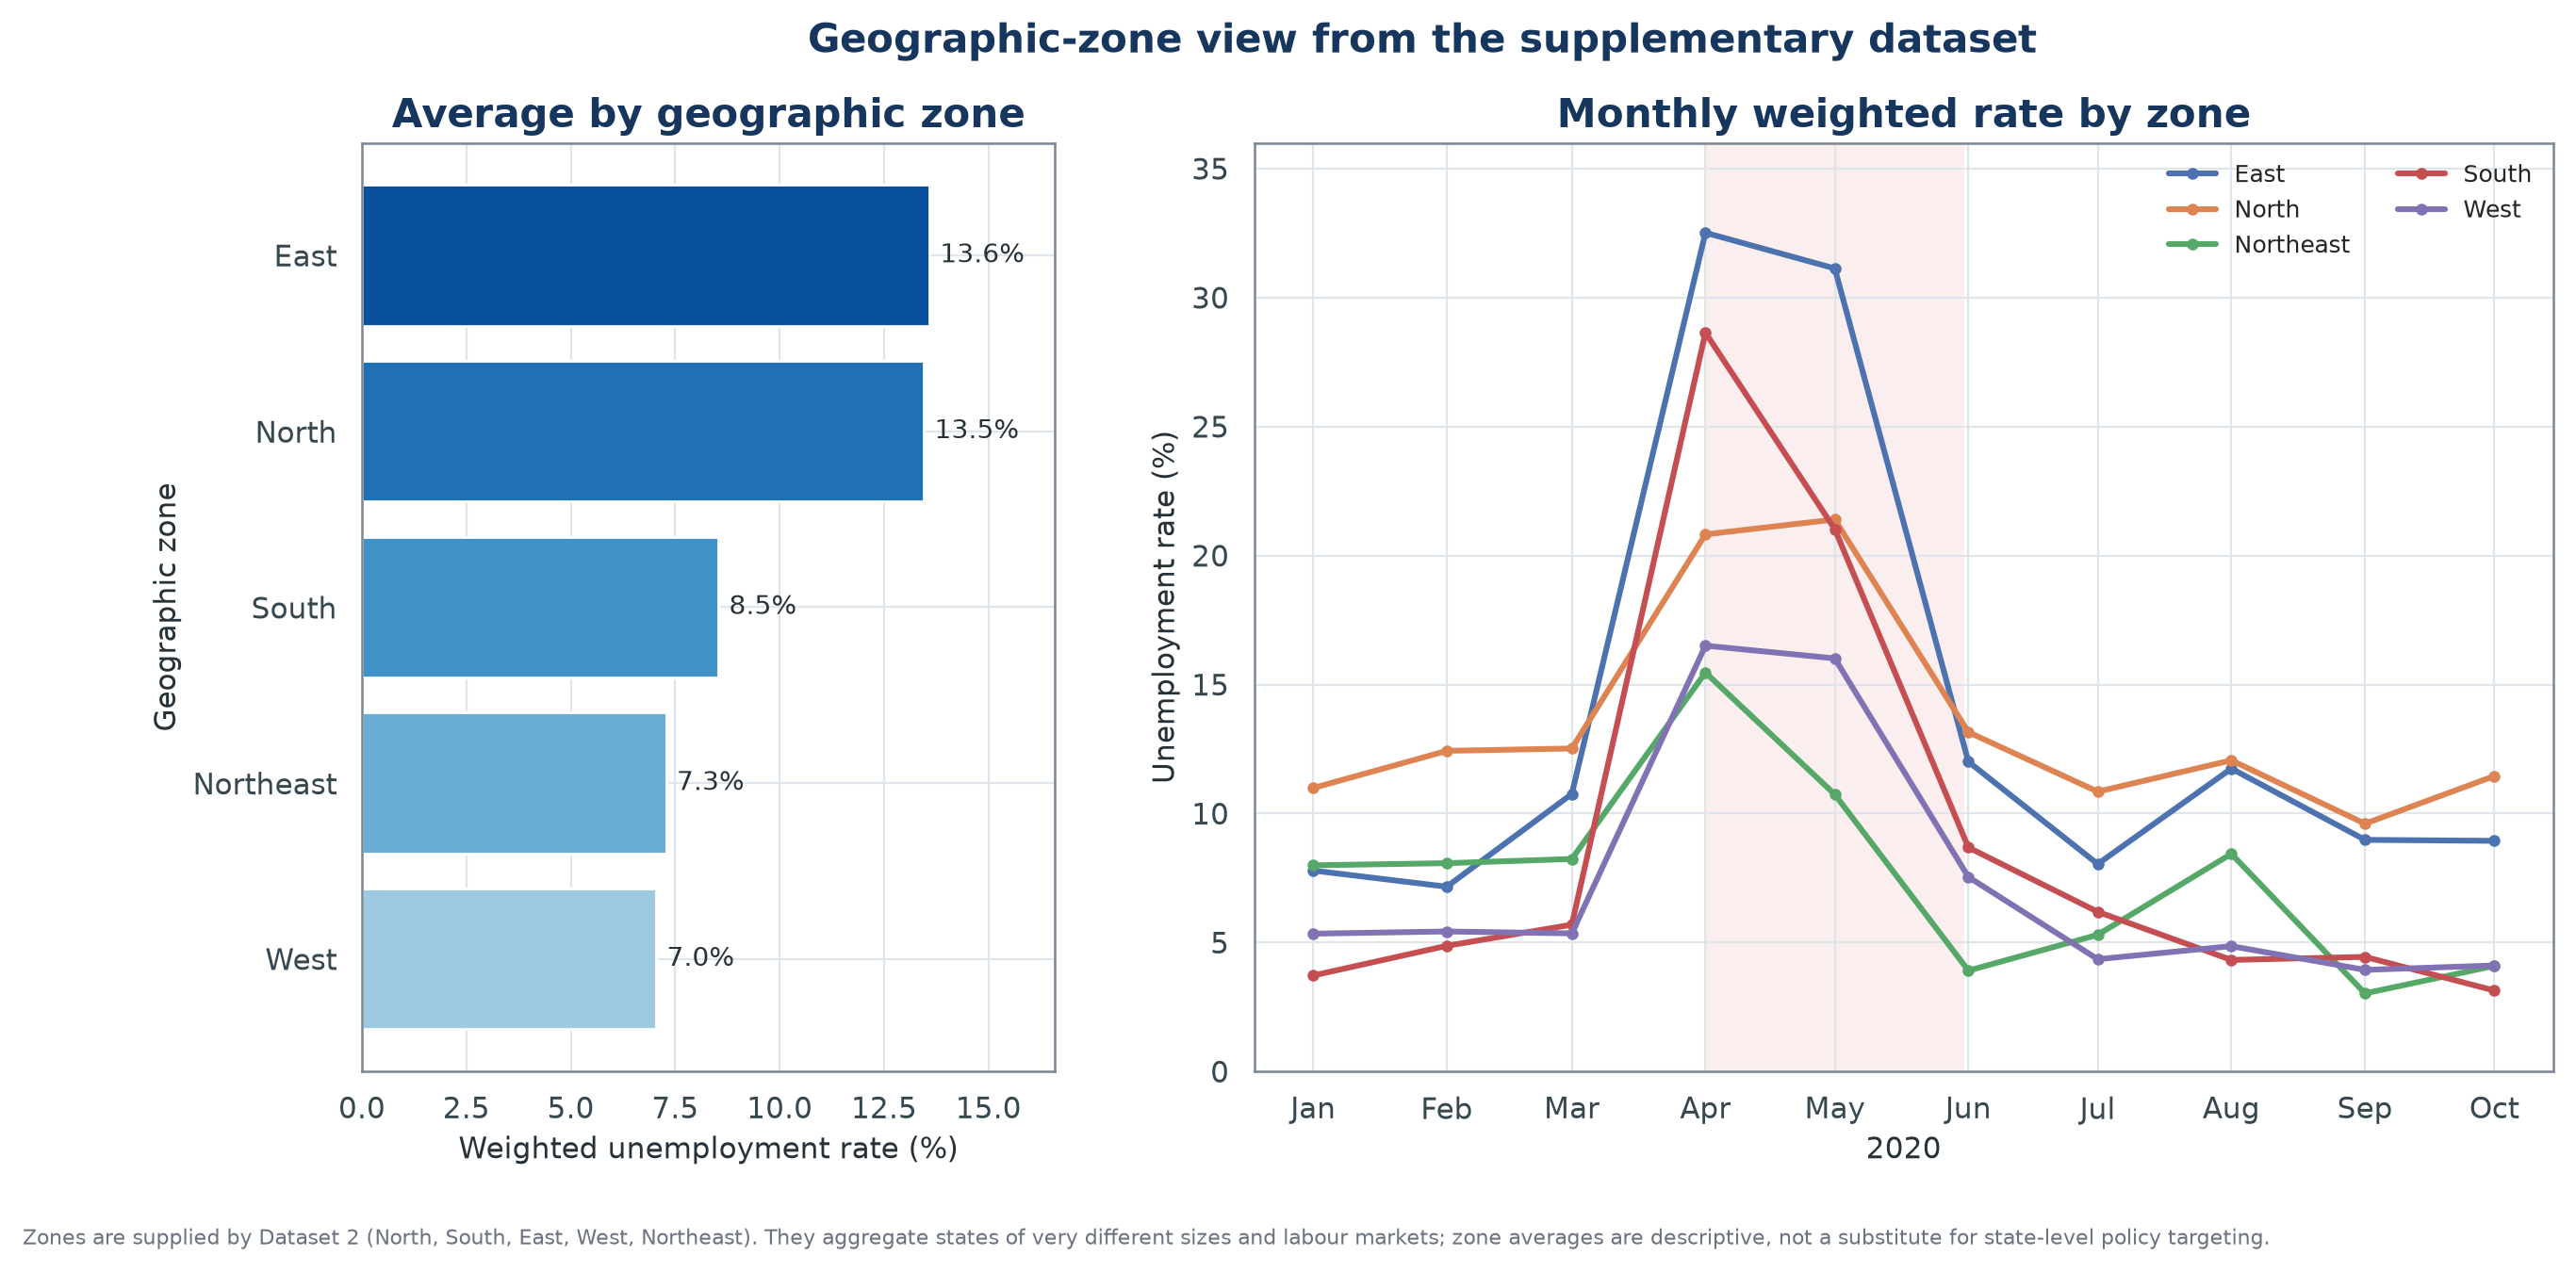 Geographic-zone view from the supplementary dataset
Average by geographic zone
Geographic zone
East
13.6%
North
13.5%
South
8.5%
Northeast
7.3%
West
7.0%
0.0 2.5 5.0 7.5 10.0 12.5 15.0
Weighted unemployment rate (%)
Monthly weighted rate by zone
Unemployment rate (%)
35
30
25
20
15
10
5
0
East South
North West
Northeast
Jan Feb Mar Apr May Jun Jul Aug Sep Oct
2020
Zones are supplied by Dataset 2 (North, South, East, West, Northeast). They aggregate states of very different sizes and labour markets; zone averages are descriptive, not a substitute for state-level policy targeting.